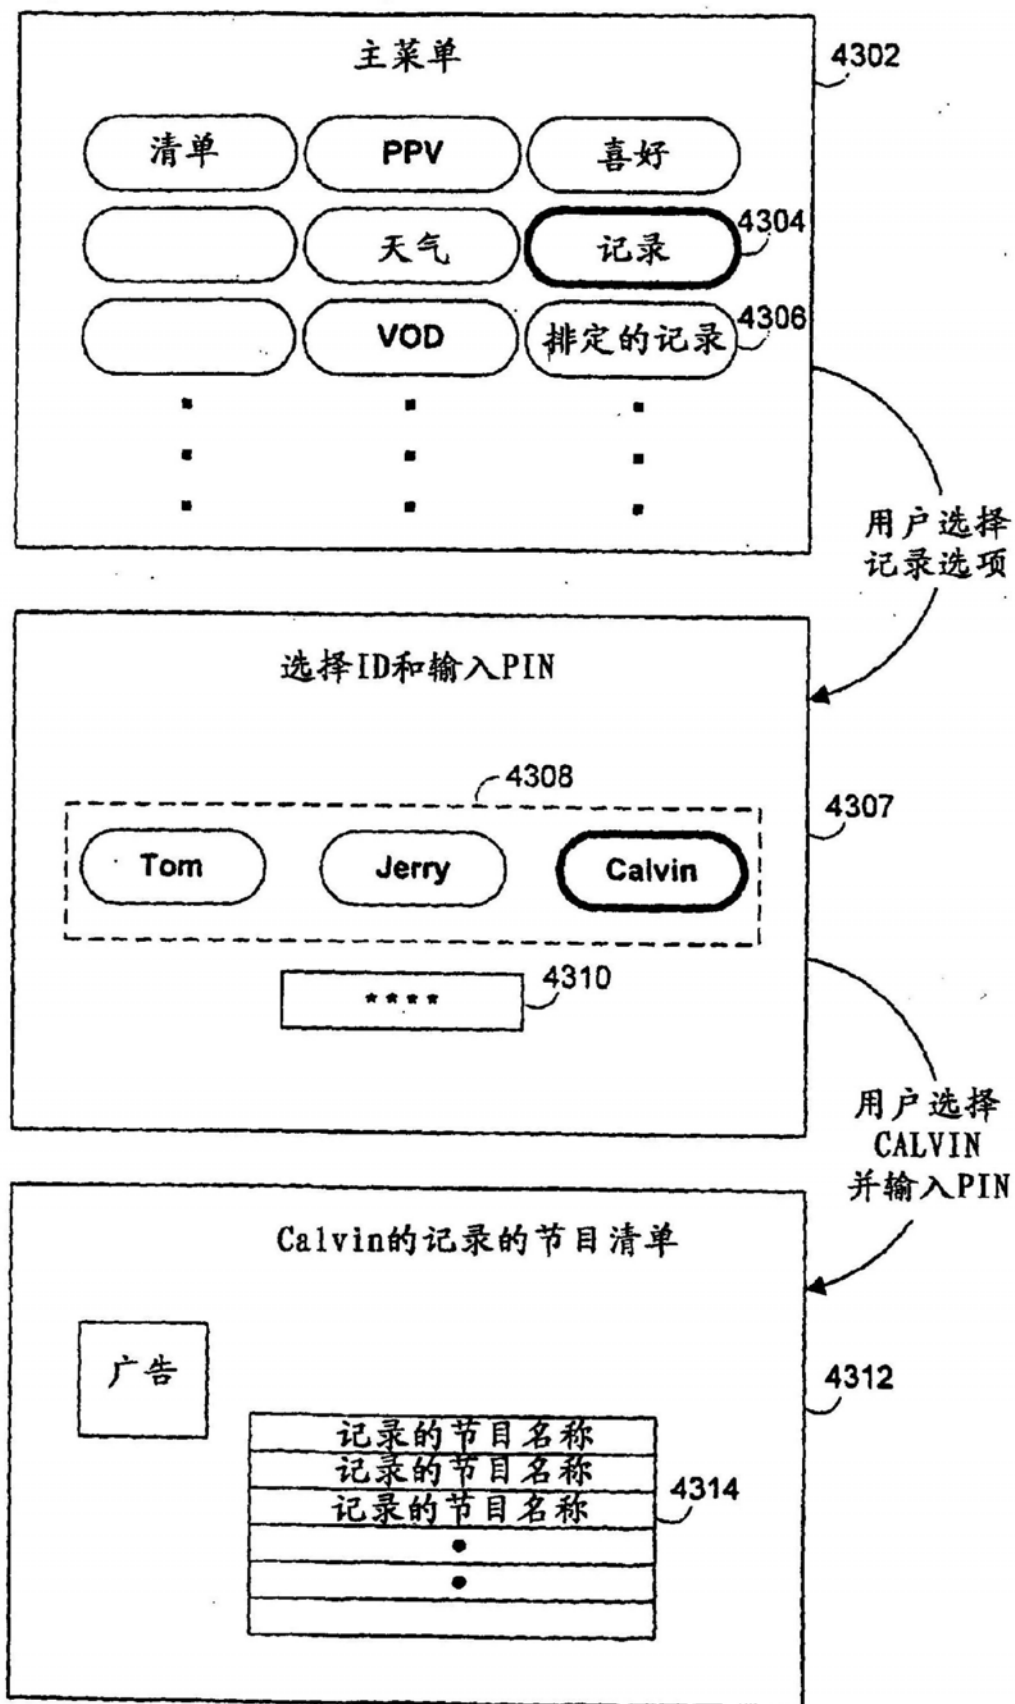 主菜单
4302
清单
PPV
喜好
天气
记录
4304
VOD
排定的记录
4306
用户选择
记录选项
选择ID和输入PIN
4308
4307
Tom
Jerry
Calvin
****
4310
用户选择
CALVIN
并输入PIN
Calvin的记录的节目清单
广告
4312
记录的节目名称
记录的节目名称
记录的节目名称
4314